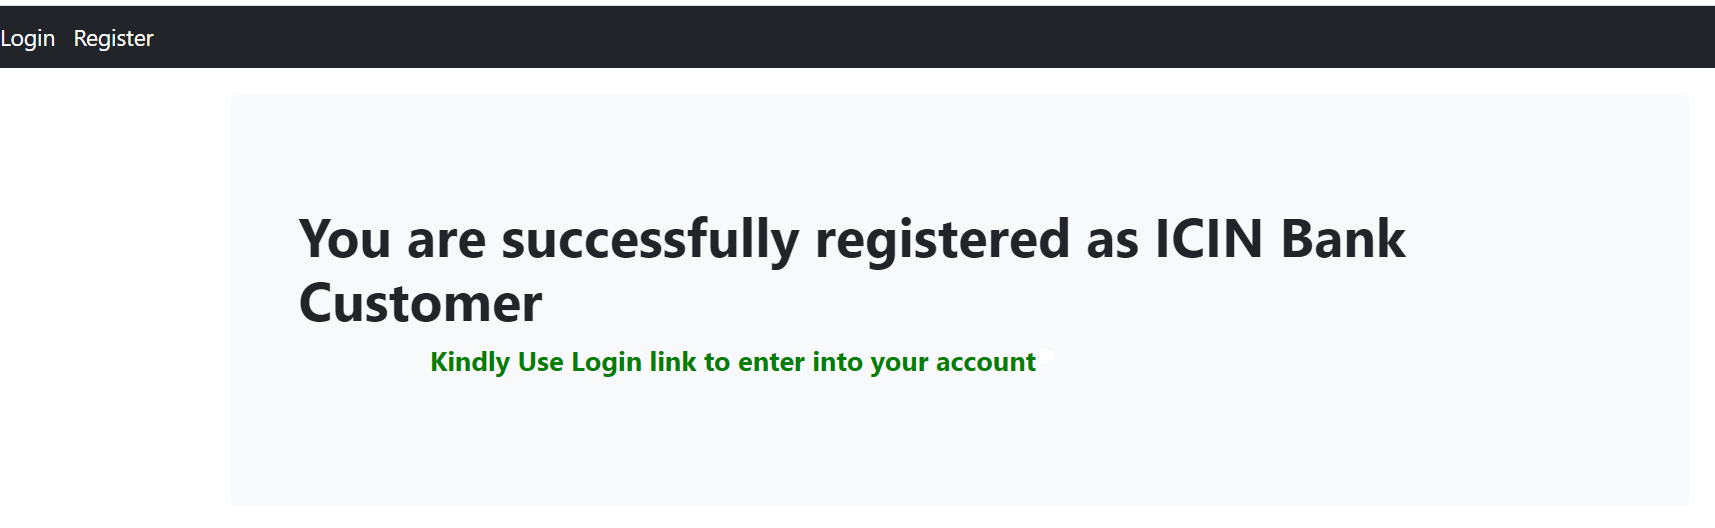 Login Register
You are successfully registered as ICIN Bank
Customer
Kindly Use Login link to enter into your account